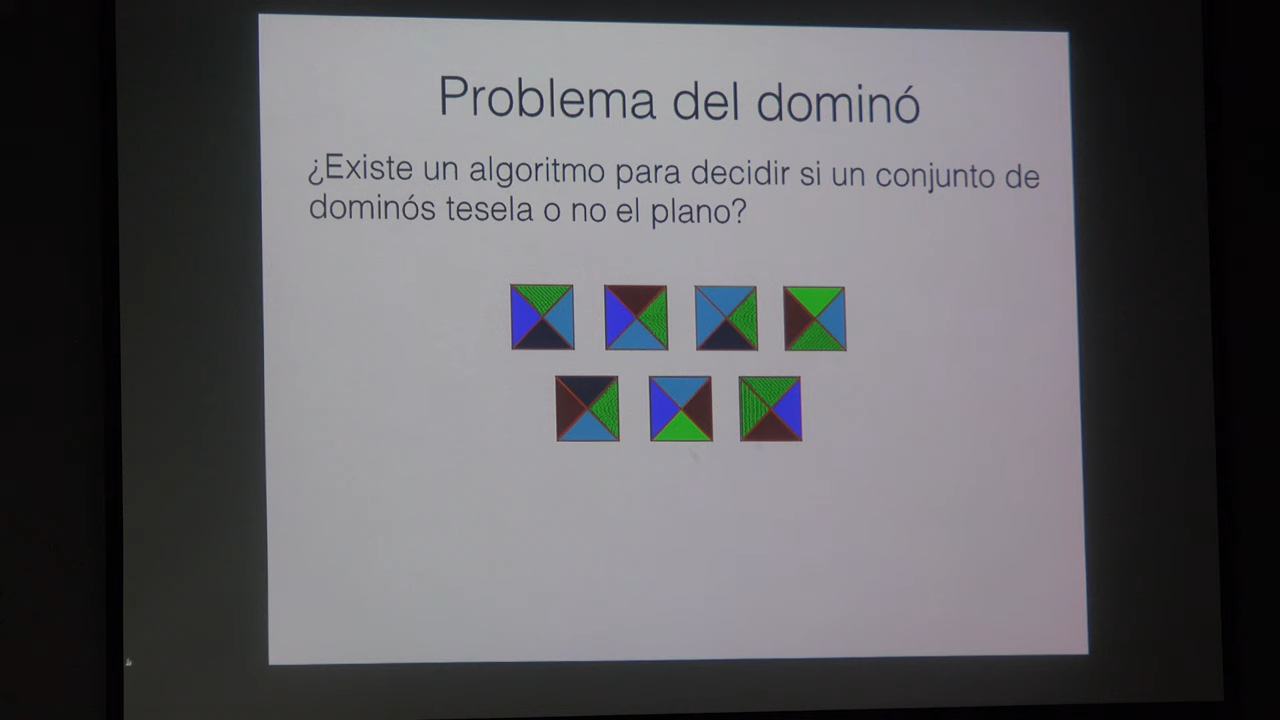 Problema del dominó
¿Existe un algoritmo para decidir si un conjunto de
dominós tesela o no el plano?